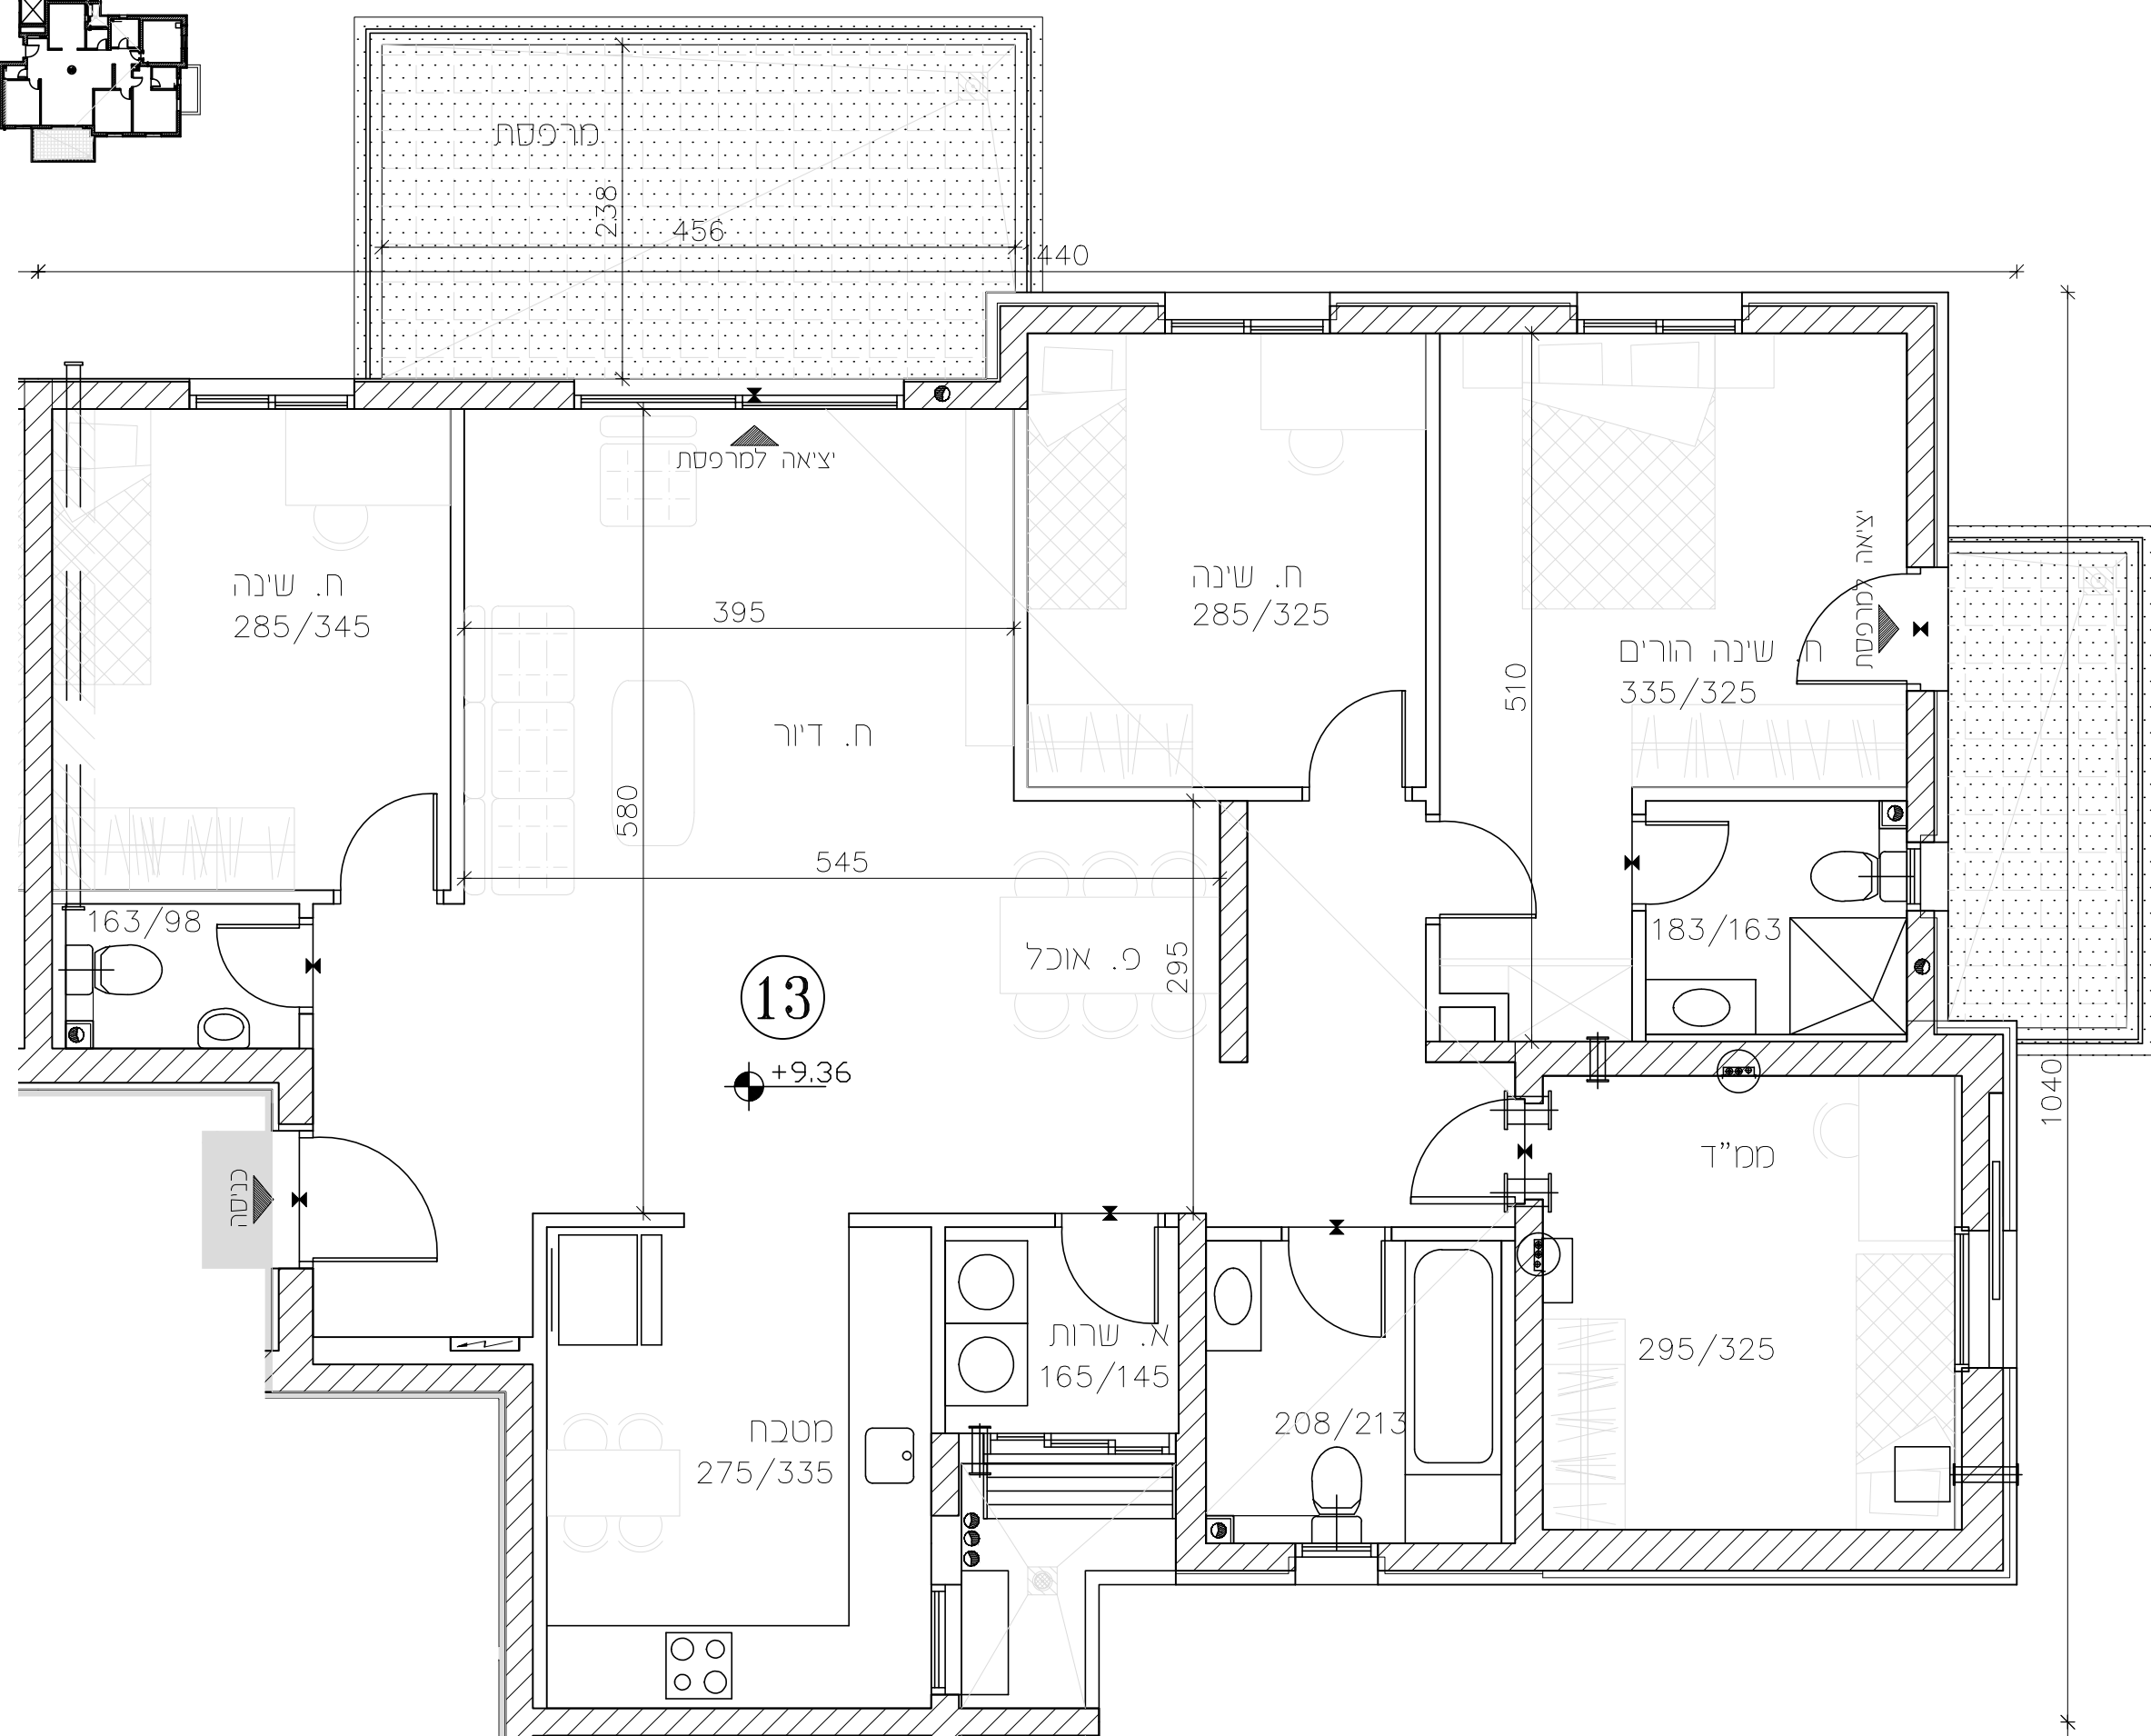 מרפסת
238
456
440
יציאה למרפסת
ח. שינה
285/345
395
ח. שינה
285/325
510
ח. שינה הורים
335/325
יציאה למרפסת
ח. דיור
580
545
163/98
פ. אוכל
295
183/163
13
+9.36
1040
כניסה
ממ"ד
295/325
א. שרות
165/145
208/213
מטבח
275/335